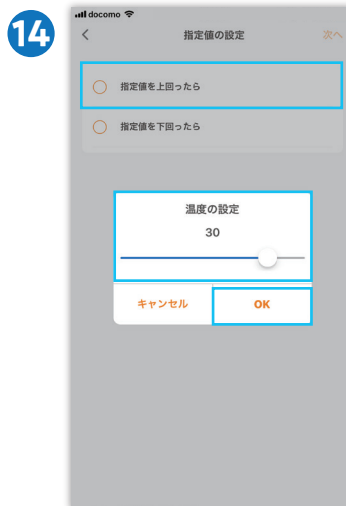 14
docomo
指定値の設定
次へ
指定値を上回ったら
指定値を下回ったら
温度の設定
30
キャンセル
OK